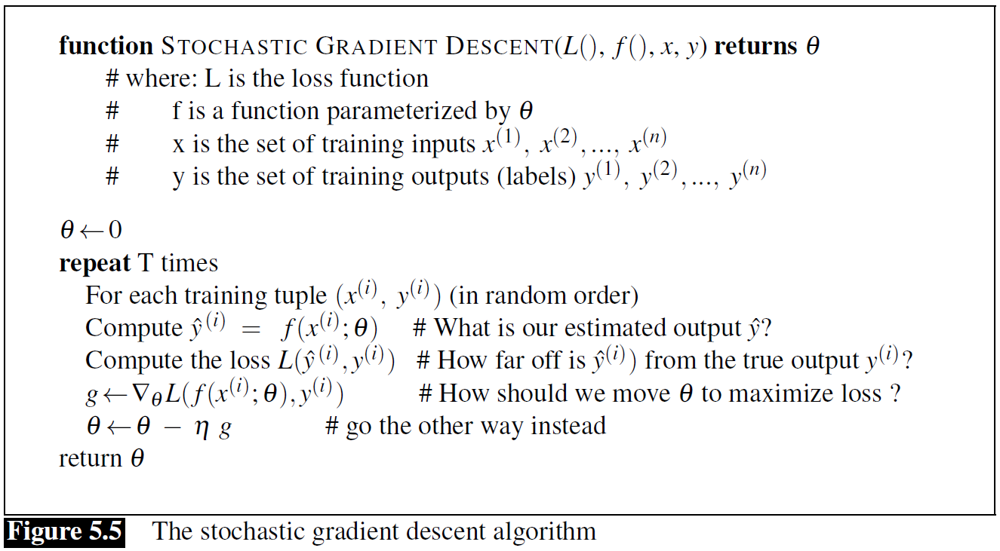 function STOCHASTIC GRADIENT DESCENT(L(), f(), x, y) returns θ
# where: L is the loss function
# f is a function parameterized by θ
# x is the set of training inputs x^(1), x^(2),..., x^(n)
# y is the set of training outputs (labels) y^(1), y^(2),..., y^(n)
θ←0
repeat T times
For each training tuple (x^(i), y^(i)) (in random order)
Compute ŷ^(i) = f(x^(i);θ) # What is our estimated output ŷ?
Compute the loss L(ŷ^(i),y^(i)) # How far off is ŷ^(i)) from the true output y^(i)?
g←∇_θL(f(x^(i);θ),y^(i)) # How should we move θ to maximize loss ?
θ←θ − η g # go the other way instead
return θ
Figure 5.5 The stochastic gradient descent algorithm